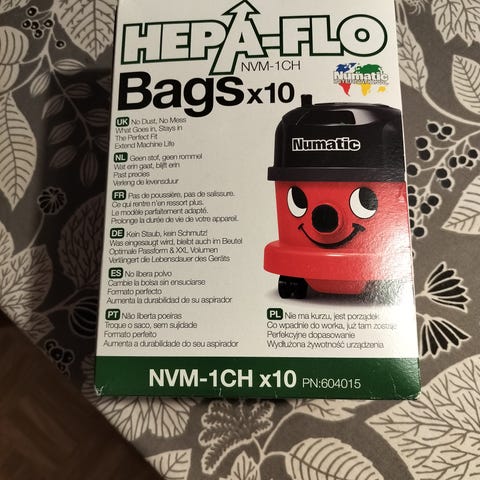 HEPA-FLO
NVM-1CH
Bagsx10
Numatic
UK No Dust, No Mess
What Goes in, Stays in
The Perfect Fit
Extend Machine Life
NL Geen stof, geen rommel
Wat erin gaat, blijft erin
Past precies
Verleng de levensduur
FR Pas de poussière, pas de salissure.
Ce qui rentre n'en ressort plus.
Le modèle parfaitement adapté.
Prolonge la durée de vie de votre appareil.
DE Kein Staub, kein Schmutz!
Was eingesaugt wird, bleibt auch im Beutel
Optimale Passform & XXL Volumen
Verlängert die Lebensdauer des Geräts
ES No libera polvo
Cambie la bolsa sin ensuciarse
Formato perfecto
Aumenta la durabilidad de su aspirador
PT Não liberta poeiras
Troque o saco, sem sujidade
Formato perfeito
Aumenta a durabilidade do seu aspirador
Numatic
PL Nie ma kurzu, jest porządek
Co wpadnie do worka, już tam zostaje
Perfekcyjne dopasowanie
Wydłużona żywotność urządzenia
NVM-1CH x10 PN:604015